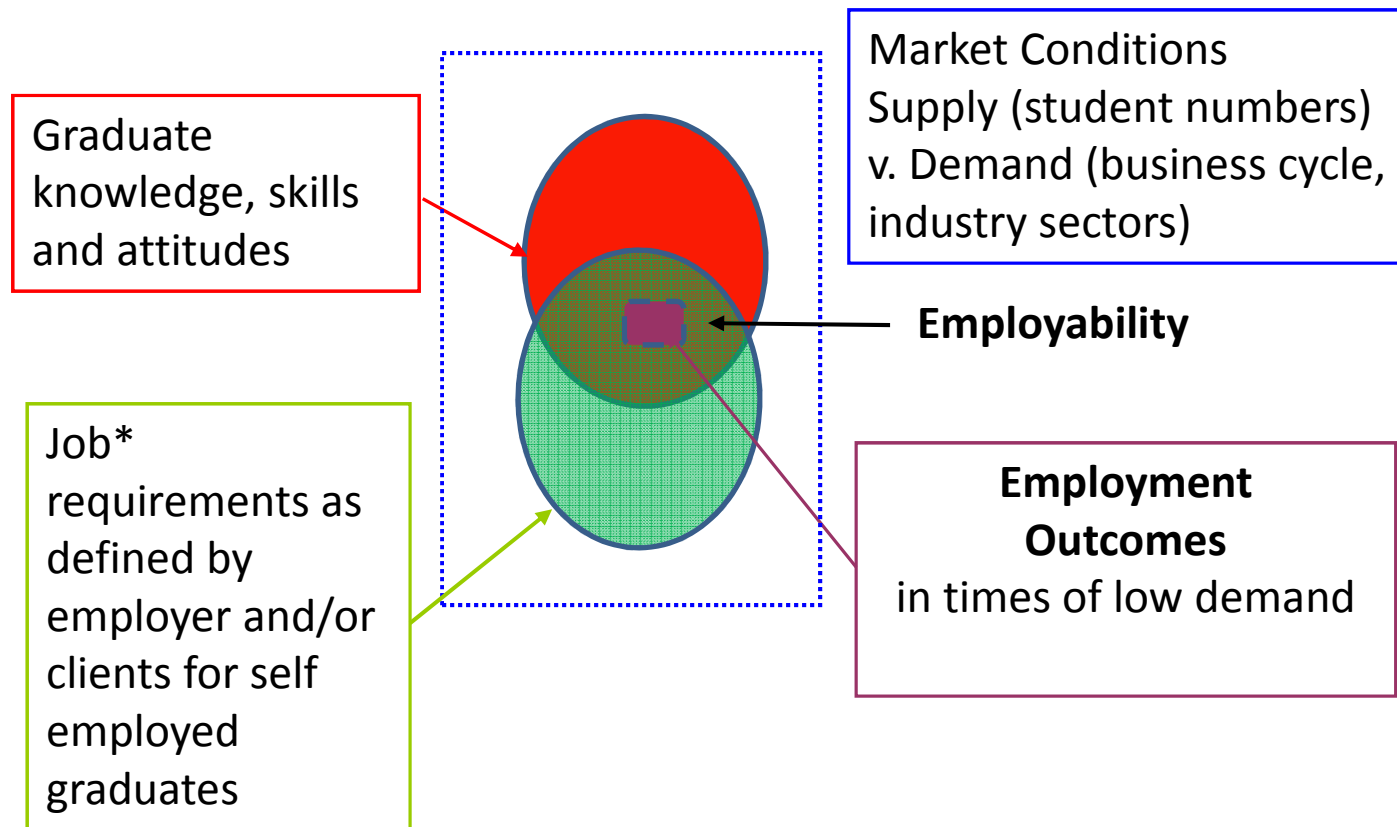 Graduate
knowledge, skills
and attitudes
Market Conditions
Supply (student numbers)
v. Demand (business cycle,
industry sectors)
Employability
Job*
requirements as
defined by
employer and/or
clients for self
employed
graduates
Employment
Outcomes
in times of low demand